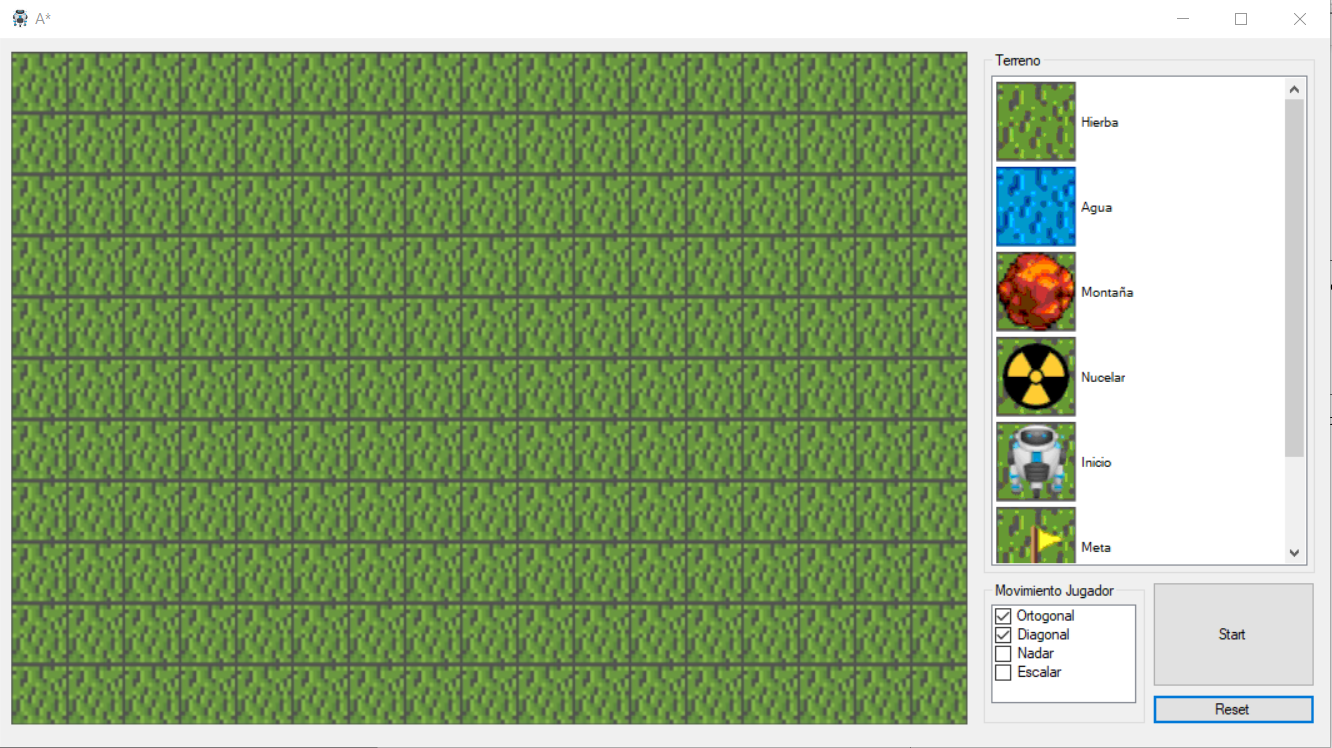 A*
Terreno
Hierba
Agua
Montaña
Nucelar
Inicio
Meta
Movimiento Jugador
Ortogonal
Diagonal
Nadar
Escalar
Start
Reset